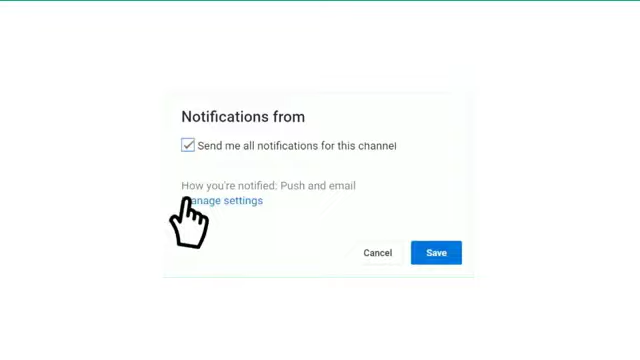 Notifications from
Send me all notifications for this channel
How you're notified: Push and email
anage settings
Cancel
Save